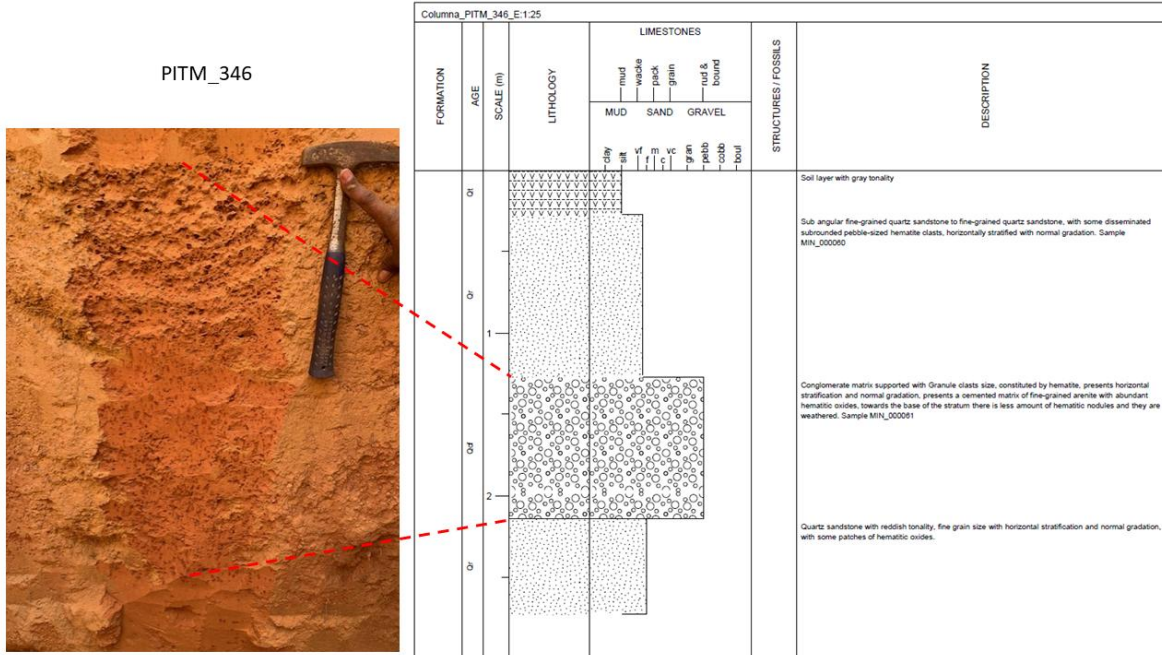 PITM_346
Columna_PITM_346_E:1:25
FORMATION
AGE
SCALE (m)
LITHOLOGY
LIMESTONES
mud
wacke
pack
grain
rud &
bound
MUD SAND GRAVEL
clay
silt
vf
f
m
c
vc
gran
pebb
cobb
boul
STRUCTURES / FOSSILS
DESCRIPTION
Soil layer with gray tonality
Sub angular fine-grained quartz sandstone to fine-grained quartz sandstone, with some disseminated
subrounded pebble-sized hematite clasts, horizontally stratified with normal gradation. Sample
MIN_000060
1
Conglomerate matrix supported with Granule clasts size, constituted by hematite, presents horizontal
stratification and normal gradation, presents a cemented matrix of fine-grained arenite with abundant
hematitic oxides, towards the base of the stratum there is less amount of hematitic nodules and they are
weathered. Sample MIN_000061
2
Quartz sandstone with reddish tonality, fine grain size with horizontal stratification and normal gradation,
with some patches of hematitic oxides.